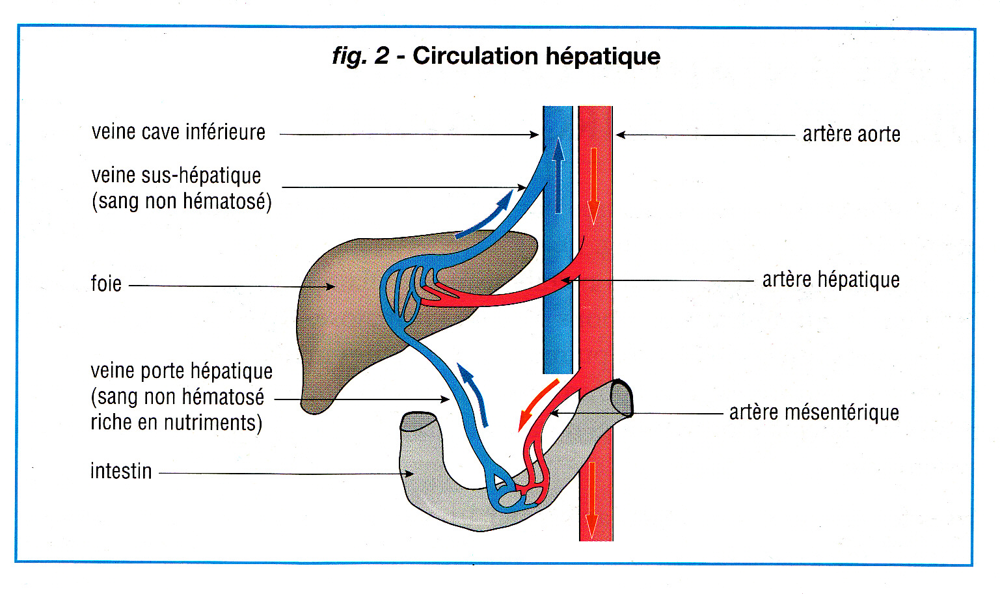 fig. 2 - Circulation hépatique
veine cave inférieure
artère aorte
veine sus-hépatique
(sang non hématosé)
foie
artère hépatique
veine porte hépatique
(sang non hématosé
riche en nutriments)
artère mésentérique
intestin